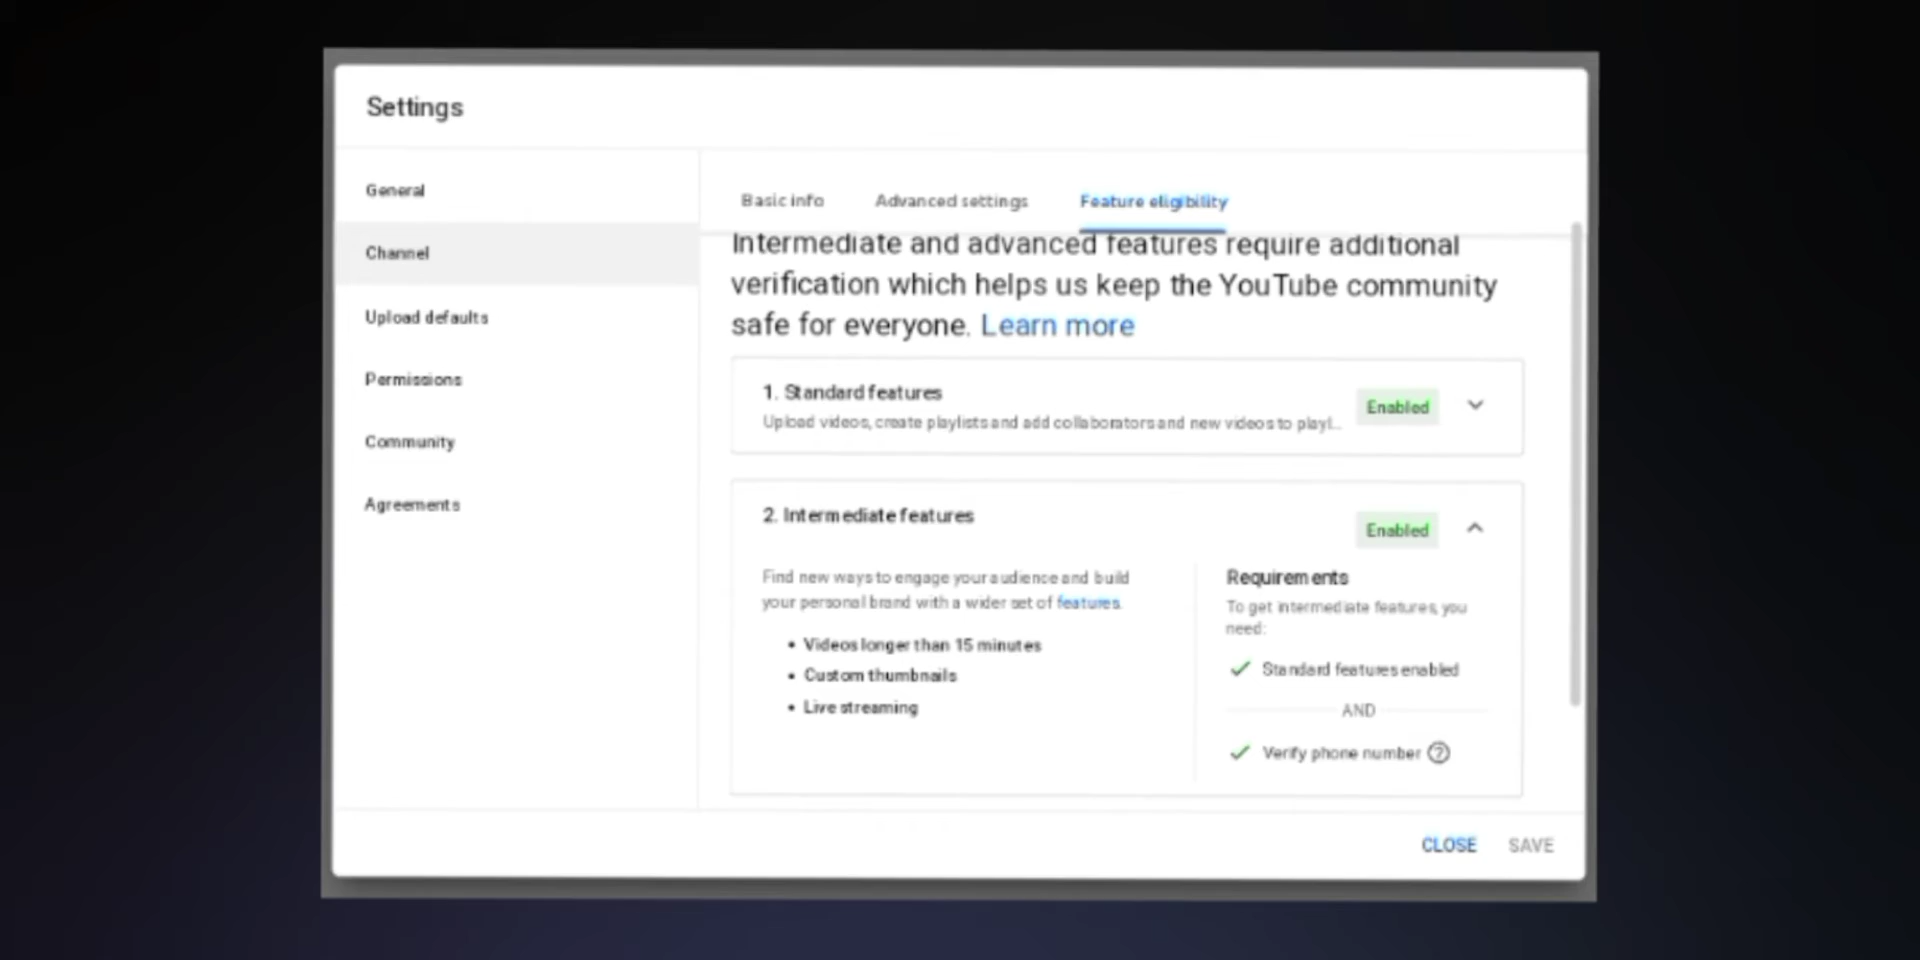 Settings
General
Channel
Upload defaults
Permissions
Community
Agreements
Basic info
Advanced settings
Feature eligibility
Intermediate and advanced features require additional
verification which helps us keep the YouTube community
safe for everyone. Learn more
1. Standard features
Upload videos, create playlists and add collaborators and new videos to playl...
Enabled
2. Intermediate features
Enabled
Find new ways to engage your audience and build
your personal brand with a wider set of features.
• Videos longer than 15 minutes
• Custom thumbnails
• Live streaming
Requirements
To get intermediate features, you
need:
Standard features enabled
AND
Verify phone number
CLOSE
SAVE